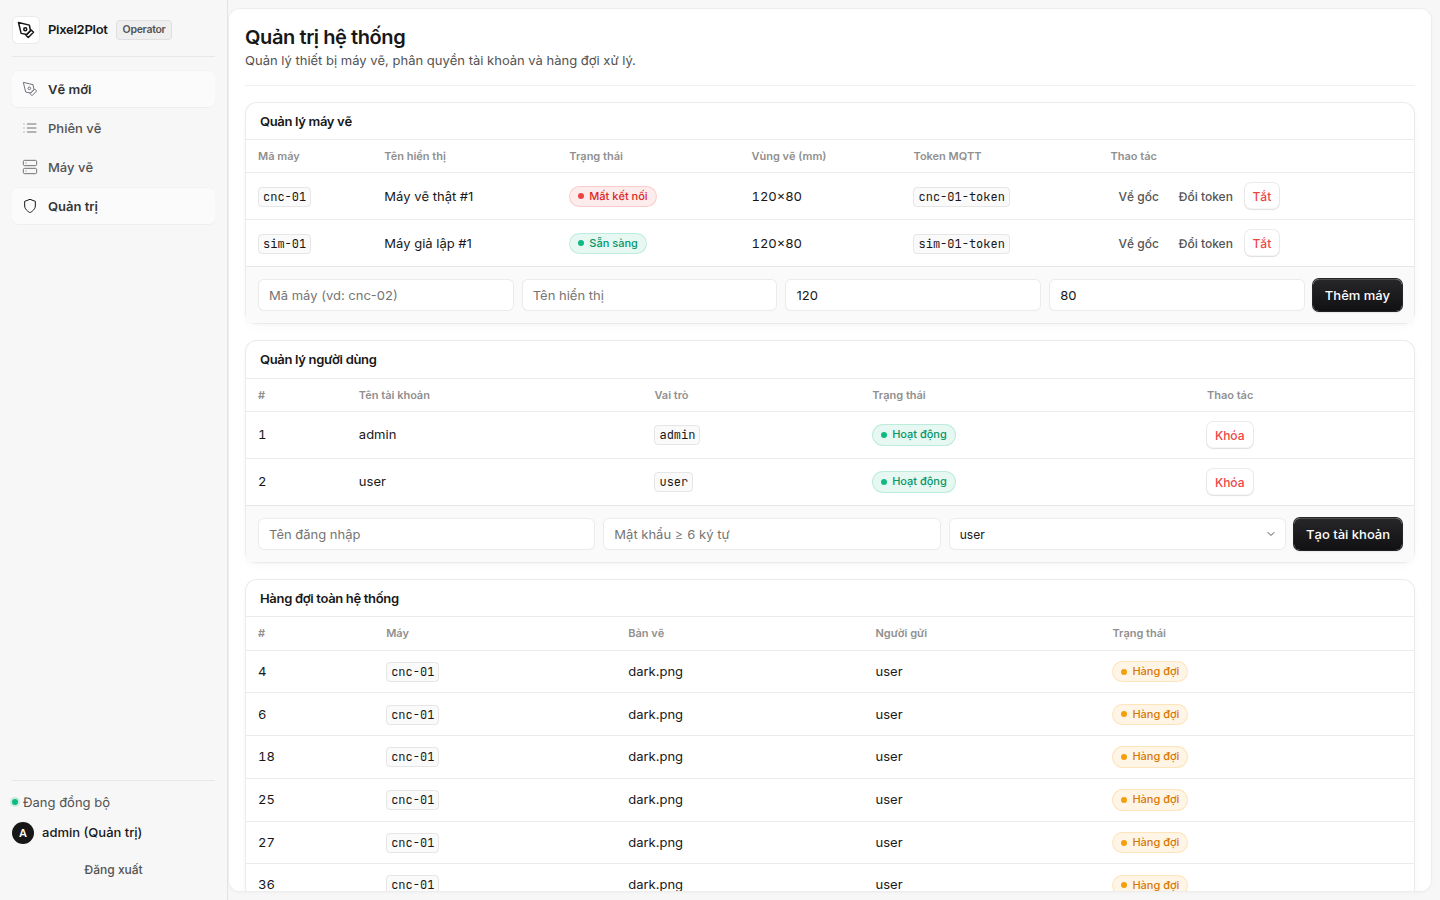 Pixel2Plot Operator
Vẽ mới
Phiên vẽ
Máy vẽ
Quản trị
Đang đồng bộ
A admin (Quản trị)
Đăng xuất
Quản trị hệ thống
Quản lý thiết bị máy vẽ, phân quyền tài khoản và hàng đợi xử lý.
Quản lý máy vẽ
Mã máy Tên hiển thị Trạng thái Vùng vẽ (mm) Token MQTT Thao tác
cnc-01 Máy vẽ thật #1 Mất kết nối 120×80 cnc-01-token Về gốc Đổi token Tắt
sim-01 Máy giả lập #1 Sẵn sàng 120×80 sim-01-token Về gốc Đổi token Tắt
Mã máy (vd: cnc-02) Tên hiển thị 120 80 Thêm máy
Quản lý người dùng
# Tên tài khoản Vai trò Trạng thái Thao tác
1 admin admin Hoạt động Khóa
2 user user Hoạt động Khóa
Tên đăng nhập Mật khẩu ≥ 6 ký tự user Tạo tài khoản
Hàng đợi toàn hệ thống
# Máy Bản vẽ Người gửi Trạng thái
4 cnc-01 dark.png user Hàng đợi
6 cnc-01 dark.png user Hàng đợi
18 cnc-01 dark.png user Hàng đợi
25 cnc-01 dark.png user Hàng đợi
27 cnc-01 dark.png user Hàng đợi
36 cnc-01 dark.png user Hàng đợi